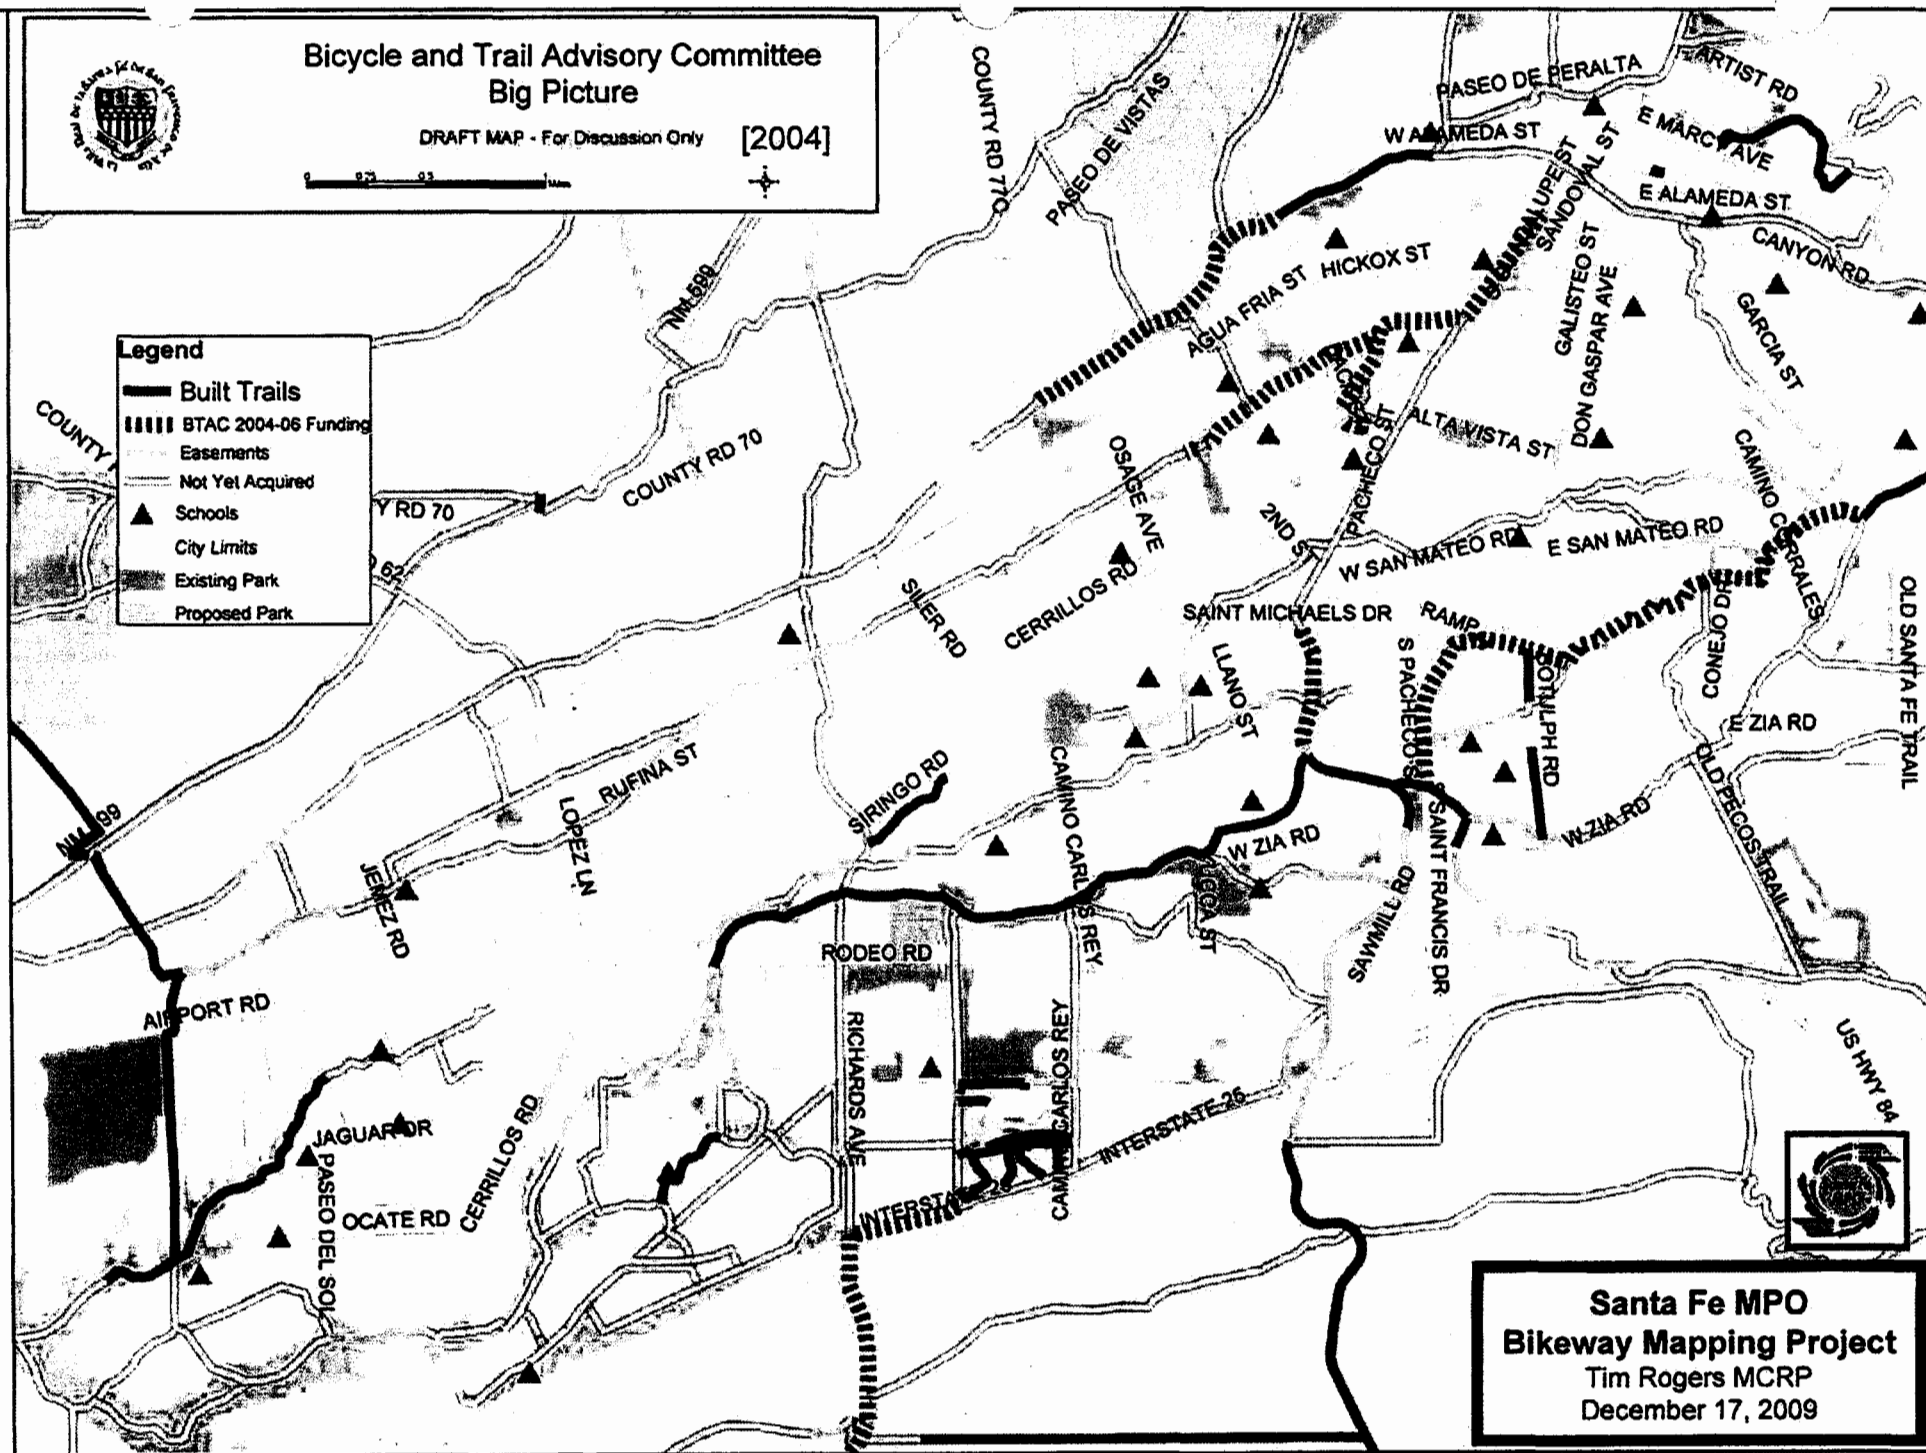 Bicycle and Trail Advisory Committee
Big Picture
DRAFT MAP - For Discussion Only
[2004]
Legend
Built Trails
BTAC 2004-06 Funding
Easements
Not Yet Acquired
Schools
City Limits
Existing Park
Proposed Park
COUNTY RD 77C
PASEO DE VISTAS
PASEO DE PERALTA
ARTIST RD
W ALAMEDA ST
E MARCY AVE
SANDOVAL ST
E ALAMEDA ST
CANYON RD
GALISTEO ST
DON GASPAR AVE
GARCIA ST
HICKOX ST
AGUA FRIA ST
NM 599
COUNTY
Y RD 70
COUNTY RD 70
OSAGE AVE
PACHECO ST
ALTA VISTA ST
CAMINO CORRALES
2ND S
W SAN MATEO RD
E SAN MATEO RD
SILER RD
CERRILLOS RD
SAINT MICHAELS DR
RAMP
CONEJO DR
OLD SANTA FE TRAIL
LLANO ST
S PACHECO S
BOTULPH RD
E ZIA RD
OLD PECOS TRAIL
RUFINA ST
LOPEZ LN
SIRINGO RD
CAMINO CARLOS REY
W ZIA RD
W ZIA RD
SAINT FRANCIS DR
SAWMILL RD
YUCCA ST
JEMEZ RD
RODEO RD
AIRPORT RD
RICHARDS AVE
CAMINO CARLOS REY
US HWY 84
JAGUAR DR
PASEO DEL SOL
OCATE RD
CERRILLOS RD
INTERSTATE 25
INTERSTATE 25
Santa Fe MPO
Bikeway Mapping Project
Tim Rogers MCRP
December 17, 2009